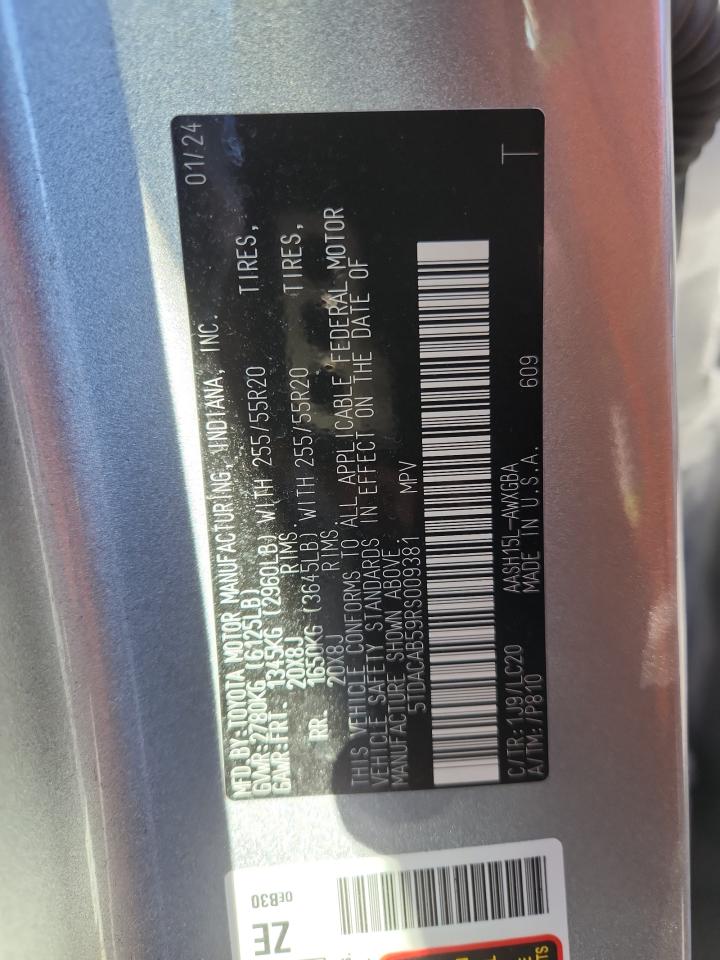 MFD BY:TOYOTA MOTOR MANUFACTURING, INDIANA, INC. 01/24
GVWR:2780KG (6125LB)
GAWR:FRT. 1345KG (2960LB) WITH 255/55R20 TIRES,
20X8J RIMS
RR. 1650KG (3645LB) WITH 255/55R20 TIRES,
20X8J RIMS
THIS VEHICLE CONFORMS TO ALL APPLICABLE FEDERAL MOTOR
VEHICLE SAFETY STANDARDS IN EFFECT ON THE DATE OF
MANUFACTURE SHOWN ABOVE.
5TDACAB59RS009381 MPV
C/TR:1J9/LC20 AASH15L-AWXGBA
A/TM:/P810 MADE IN U.S.A. 609 T
0EB30
ZE